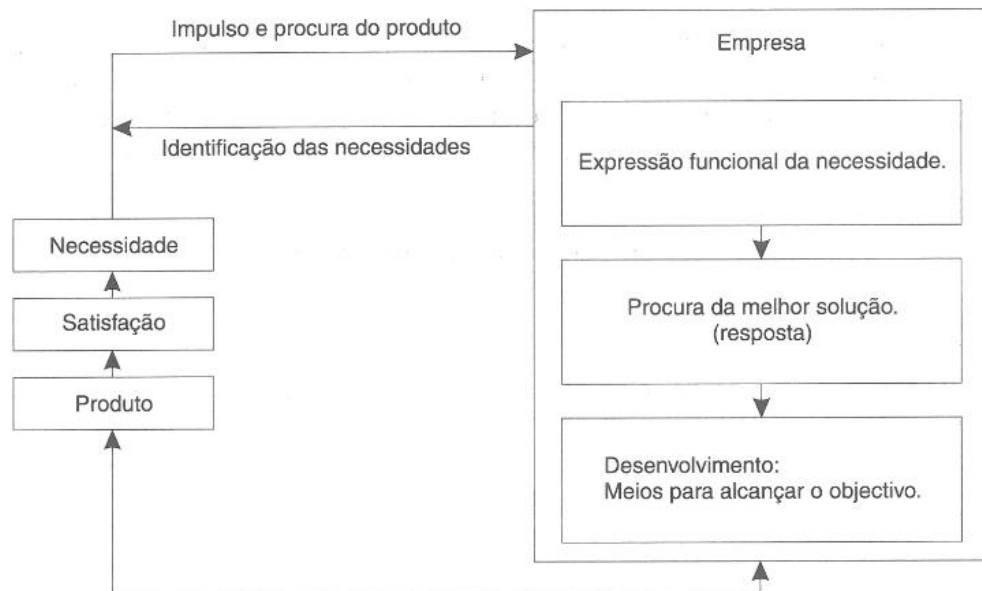 Impulso e procura do produto
Empresa
Identificação das necessidades
Expressão funcional da necessidade.
Necessidade
Satisfação
Produto
Procura da melhor solução.
(resposta)
Desenvolvimento:
Meios para alcançar o objectivo.